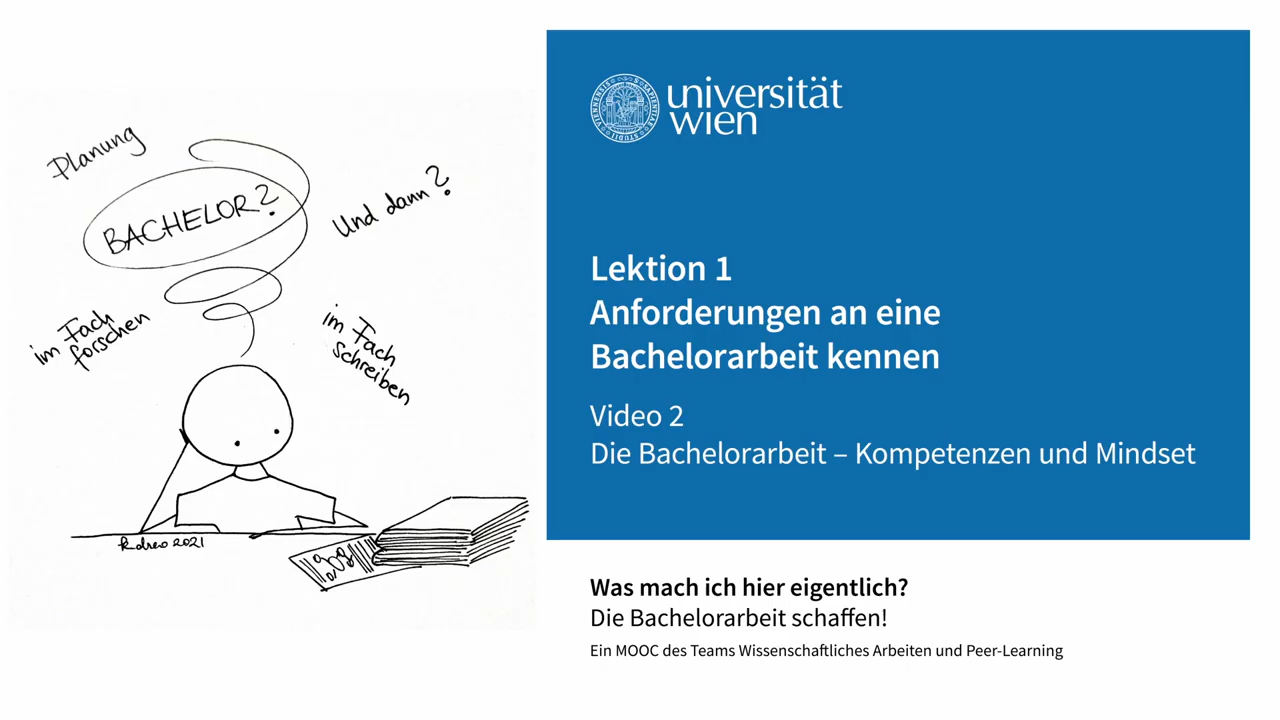 Planung
BACHELOR?
Und dann?
im Fach
forschen
im Fach
schreiben
universität
wien
Lektion 1
Anforderungen an eine
Bachelorarbeit kennen
Video 2
Die Bachelorarbeit – Kompetenzen und Mindset
Was mach ich hier eigentlich?
Die Bachelorarbeit schaffen!
Ein MOOC des Teams Wissenschaftliches Arbeiten und Peer-Learning